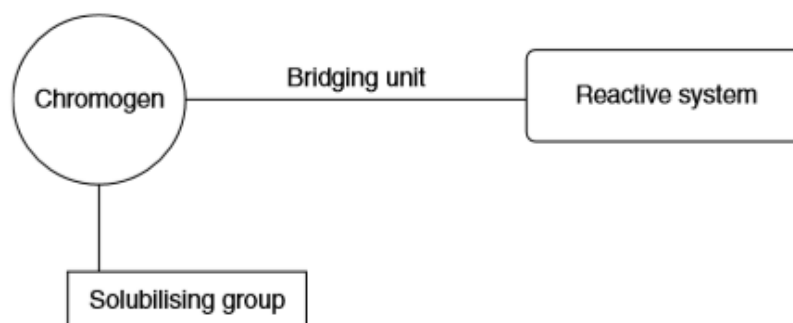 Bridging unit
Chromogen
Reactive system
Solubilising group